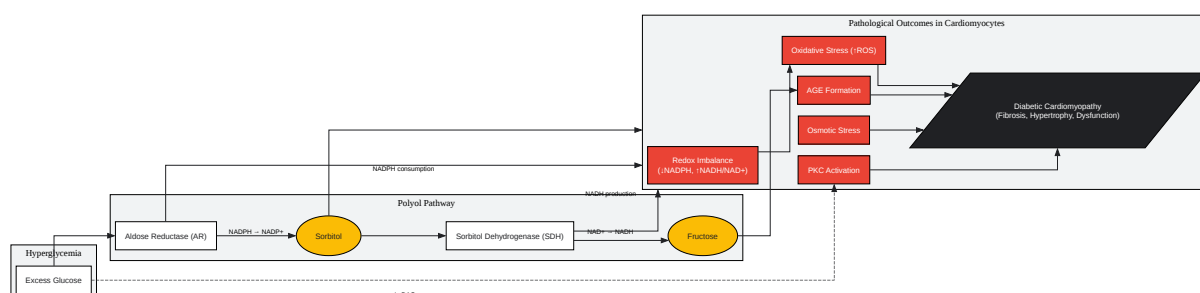 Pathological Outcomes in Cardiomyocytes
Oxidative Stress (↑ROS)
AGE Formation
Diabetic Cardiomyopathy
(Fibrosis, Hypertrophy, Dysfunction)
Osmotic Stress
Redox Imbalance
(↓NADPH, ↑NADH/NAD+)
PKC Activation
NADPH consumption
NADH production
Polyol Pathway
Aldose Reductase (AR)
NADPH → NADP+
Sorbitol
Sorbitol Dehydrogenase (SDH)
NAD+ → NADH
Fructose
Hyperglycemia
Excess Glucose